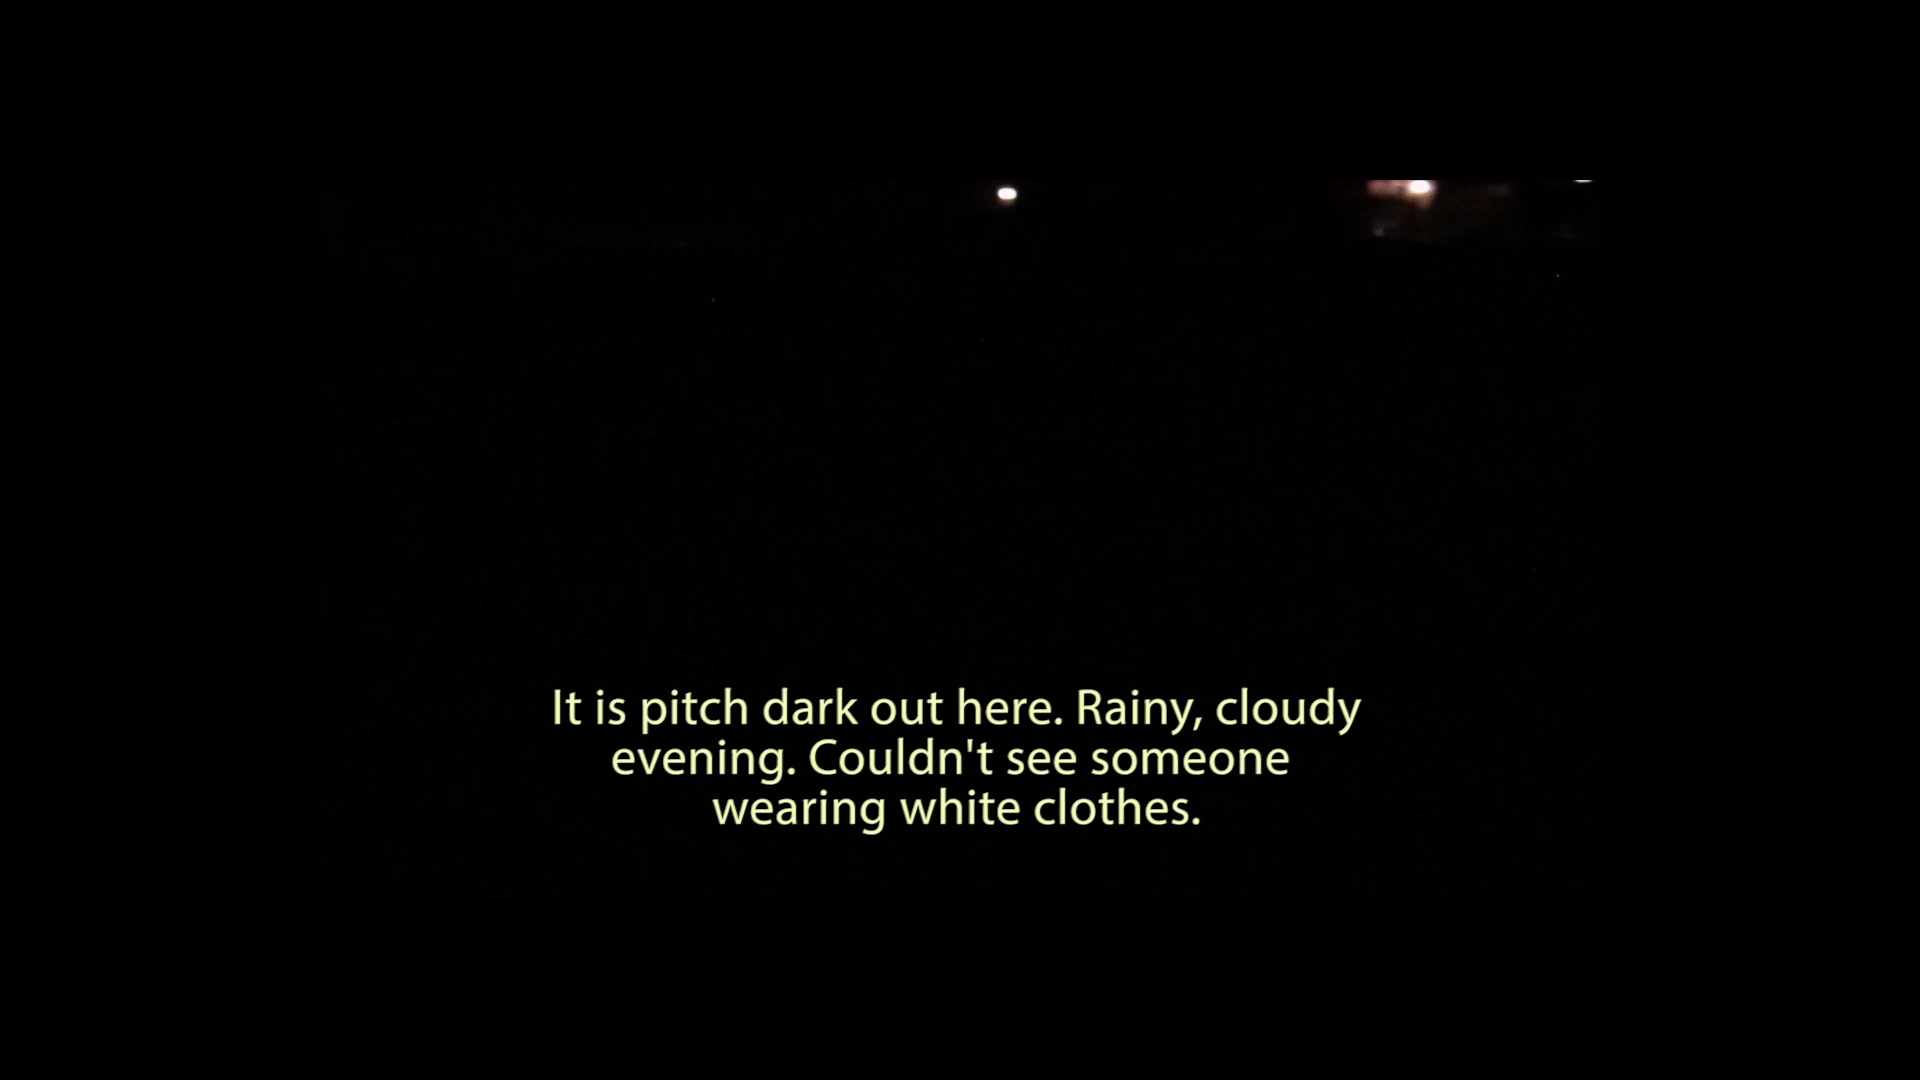 It is pitch dark out here. Rainy, cloudy
evening. Couldn't see someone
wearing white clothes.